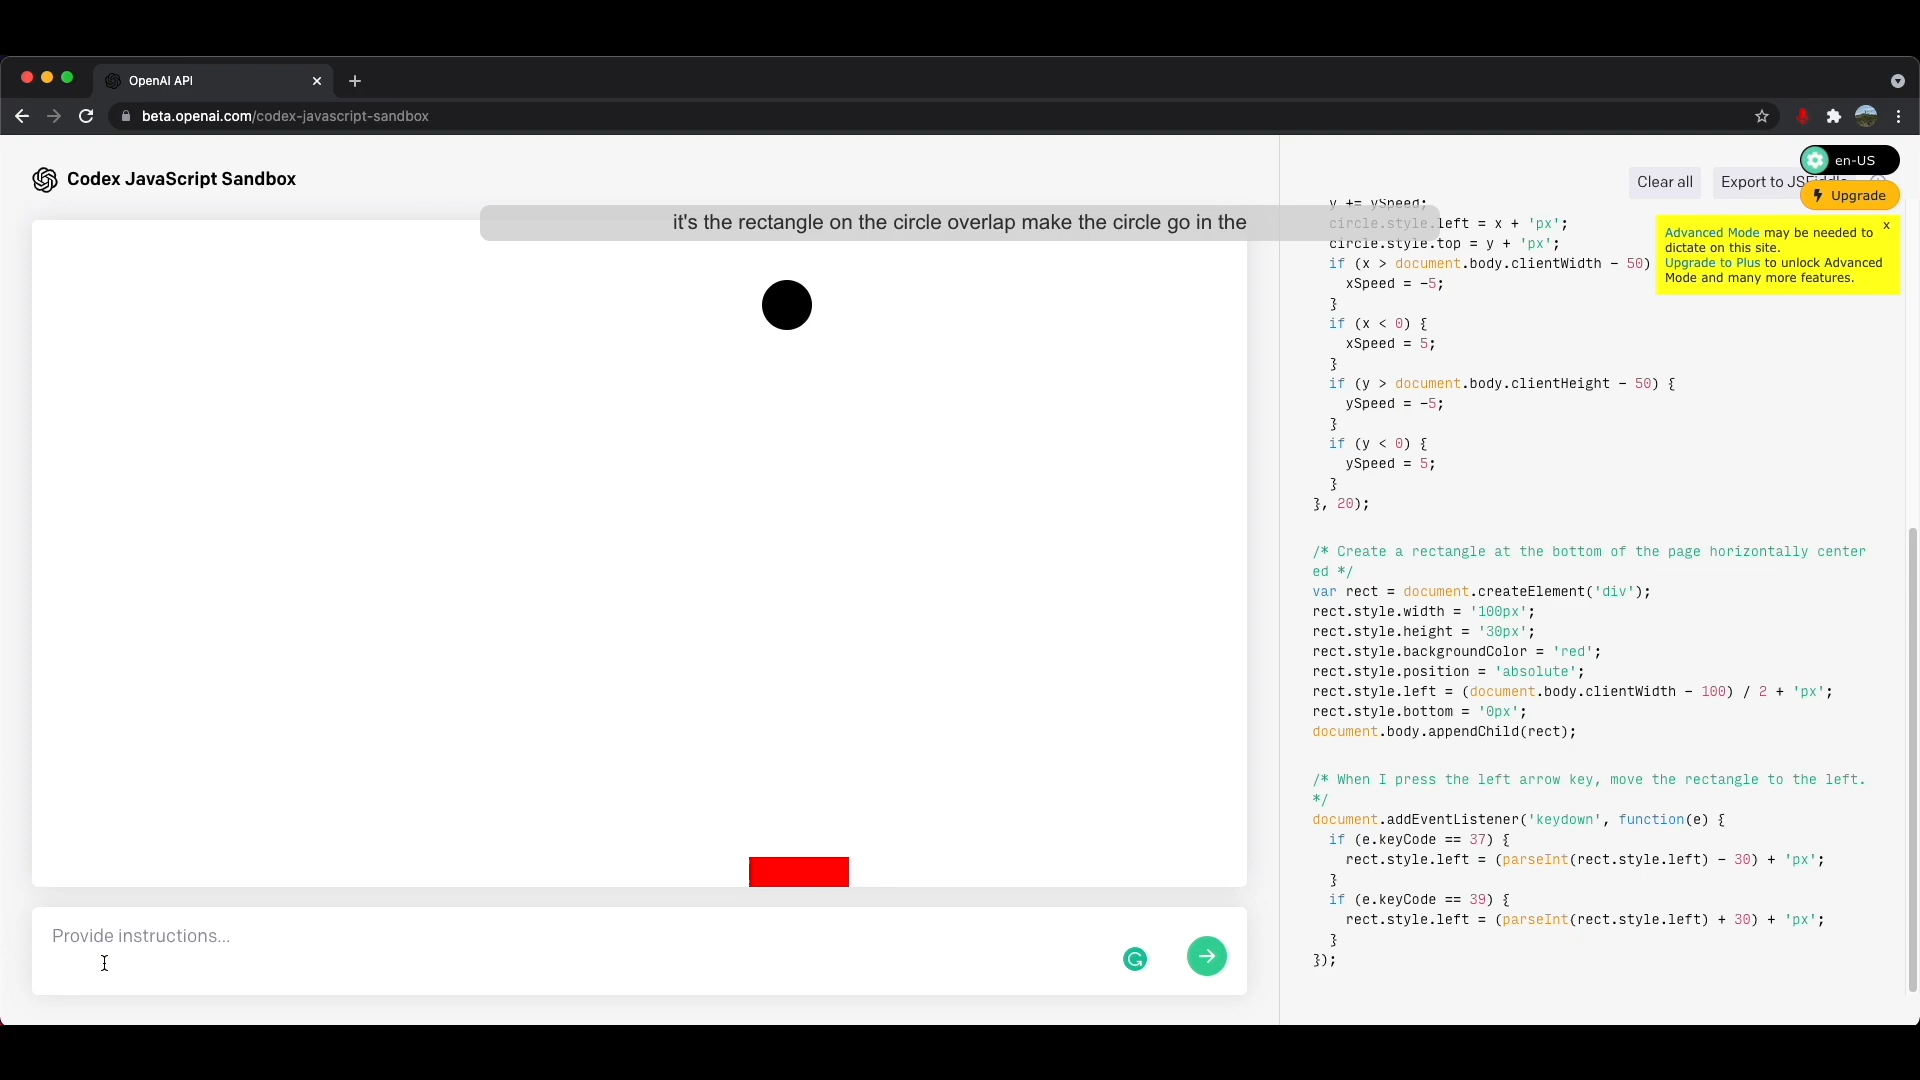 OpenAI API
beta.openai.com/codex-javascript-sandbox
Codex JavaScript Sandbox
en-US
Clear all
Export to JSFiddle
Upgrade
it's the rectangle on the circle overlap make the circle go in the
Advanced Mode may be needed to
dictate on this site.
Upgrade to Plus to unlock Advanced
Mode and many more features.
x
y += ySpeed;
circle.style.left = x + 'px';
circle.style.top = y + 'px';
if (x > document.body.clientWidth - 50)
xSpeed = -5;
}
if (x < 0) {
xSpeed = 5;
}
if (y > document.body.clientHeight - 50) {
ySpeed = -5;
}
if (y < 0) {
ySpeed = 5;
}
}, 20);
/* Create a rectangle at the bottom of the page horizontally center
ed */
var rect = document.createElement('div');
rect.style.width = '100px';
rect.style.height = '30px';
rect.style.backgroundColor = 'red';
rect.style.position = 'absolute';
rect.style.left = (document.body.clientWidth - 100) / 2 + 'px';
rect.style.bottom = '0px';
document.body.appendChild(rect);
/* When I press the left arrow key, move the rectangle to the left.
*/
document.addEventListener('keydown', function(e) {
if (e.keyCode == 37) {
rect.style.left = (parseInt(rect.style.left) - 30) + 'px';
}
if (e.keyCode == 39) {
rect.style.left = (parseInt(rect.style.left) + 30) + 'px';
}
});
Provide instructions...